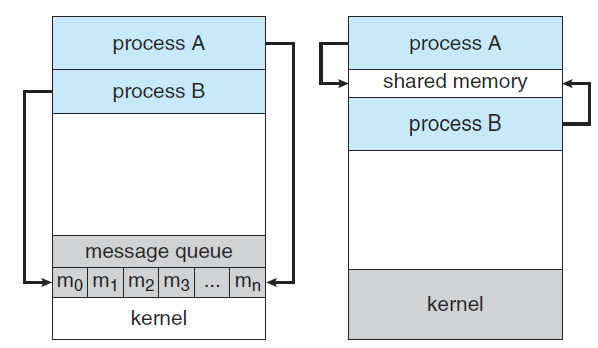 process A
process B
message queue
m0 m1 m2 m3 ... mn
kernel
process A
shared memory
process B
kernel